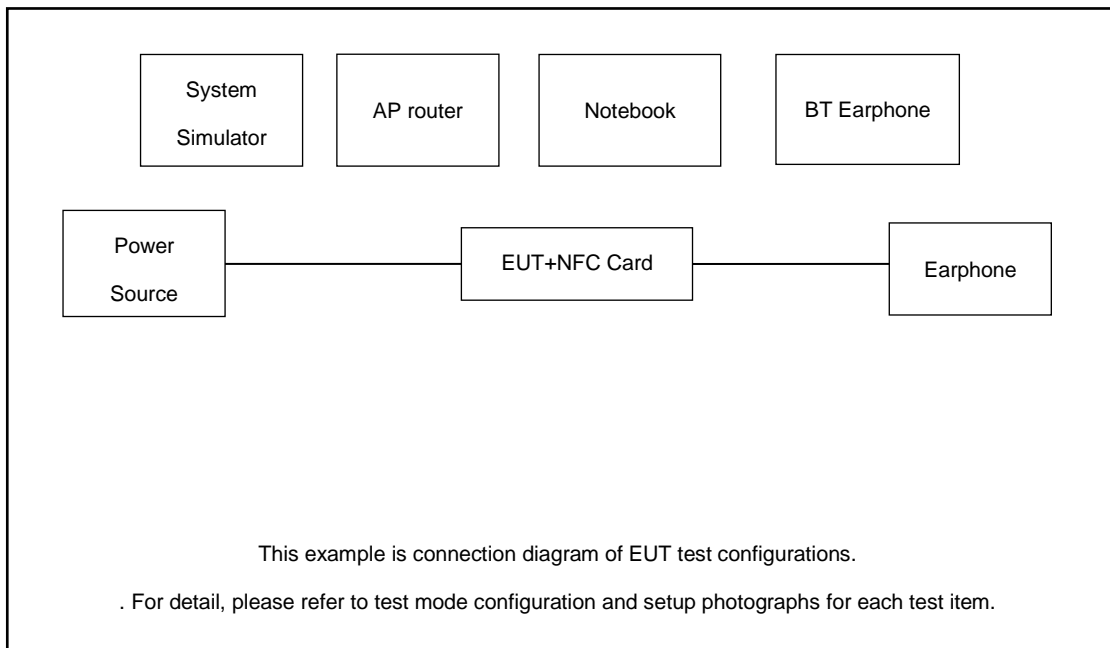 System
Simulator
AP router
Notebook
BT Earphone
Power
Source
EUT+NFC Card
Earphone
This example is connection diagram of EUT test configurations.
. For detail, please refer to test mode configuration and setup photographs for each test item.